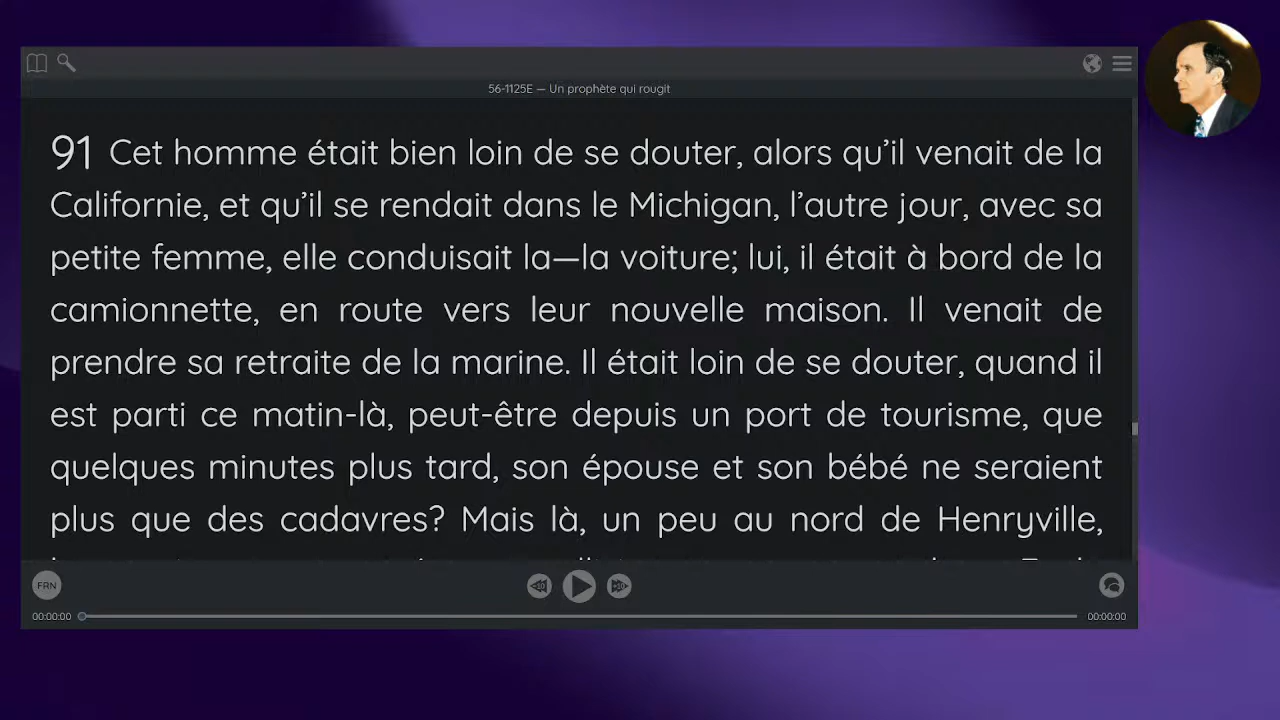 56-1125E — Un prophète qui rougit
91 Cet homme était bien loin de se douter, alors qu’il venait de la
Californie, et qu’il se rendait dans le Michigan, l’autre jour, avec sa
petite femme, elle conduisait la—la voiture; lui, il était à bord de la
camionnette, en route vers leur nouvelle maison. Il venait de
prendre sa retraite de la marine. Il était loin de se douter, quand il
est parti ce matin-là, peut-être depuis un port de tourisme, que
quelques minutes plus tard, son épouse et son bébé ne seraient
plus que des cadavres? Mais là, un peu au nord de Henryville,
FRN
00:00:00
00:00:00